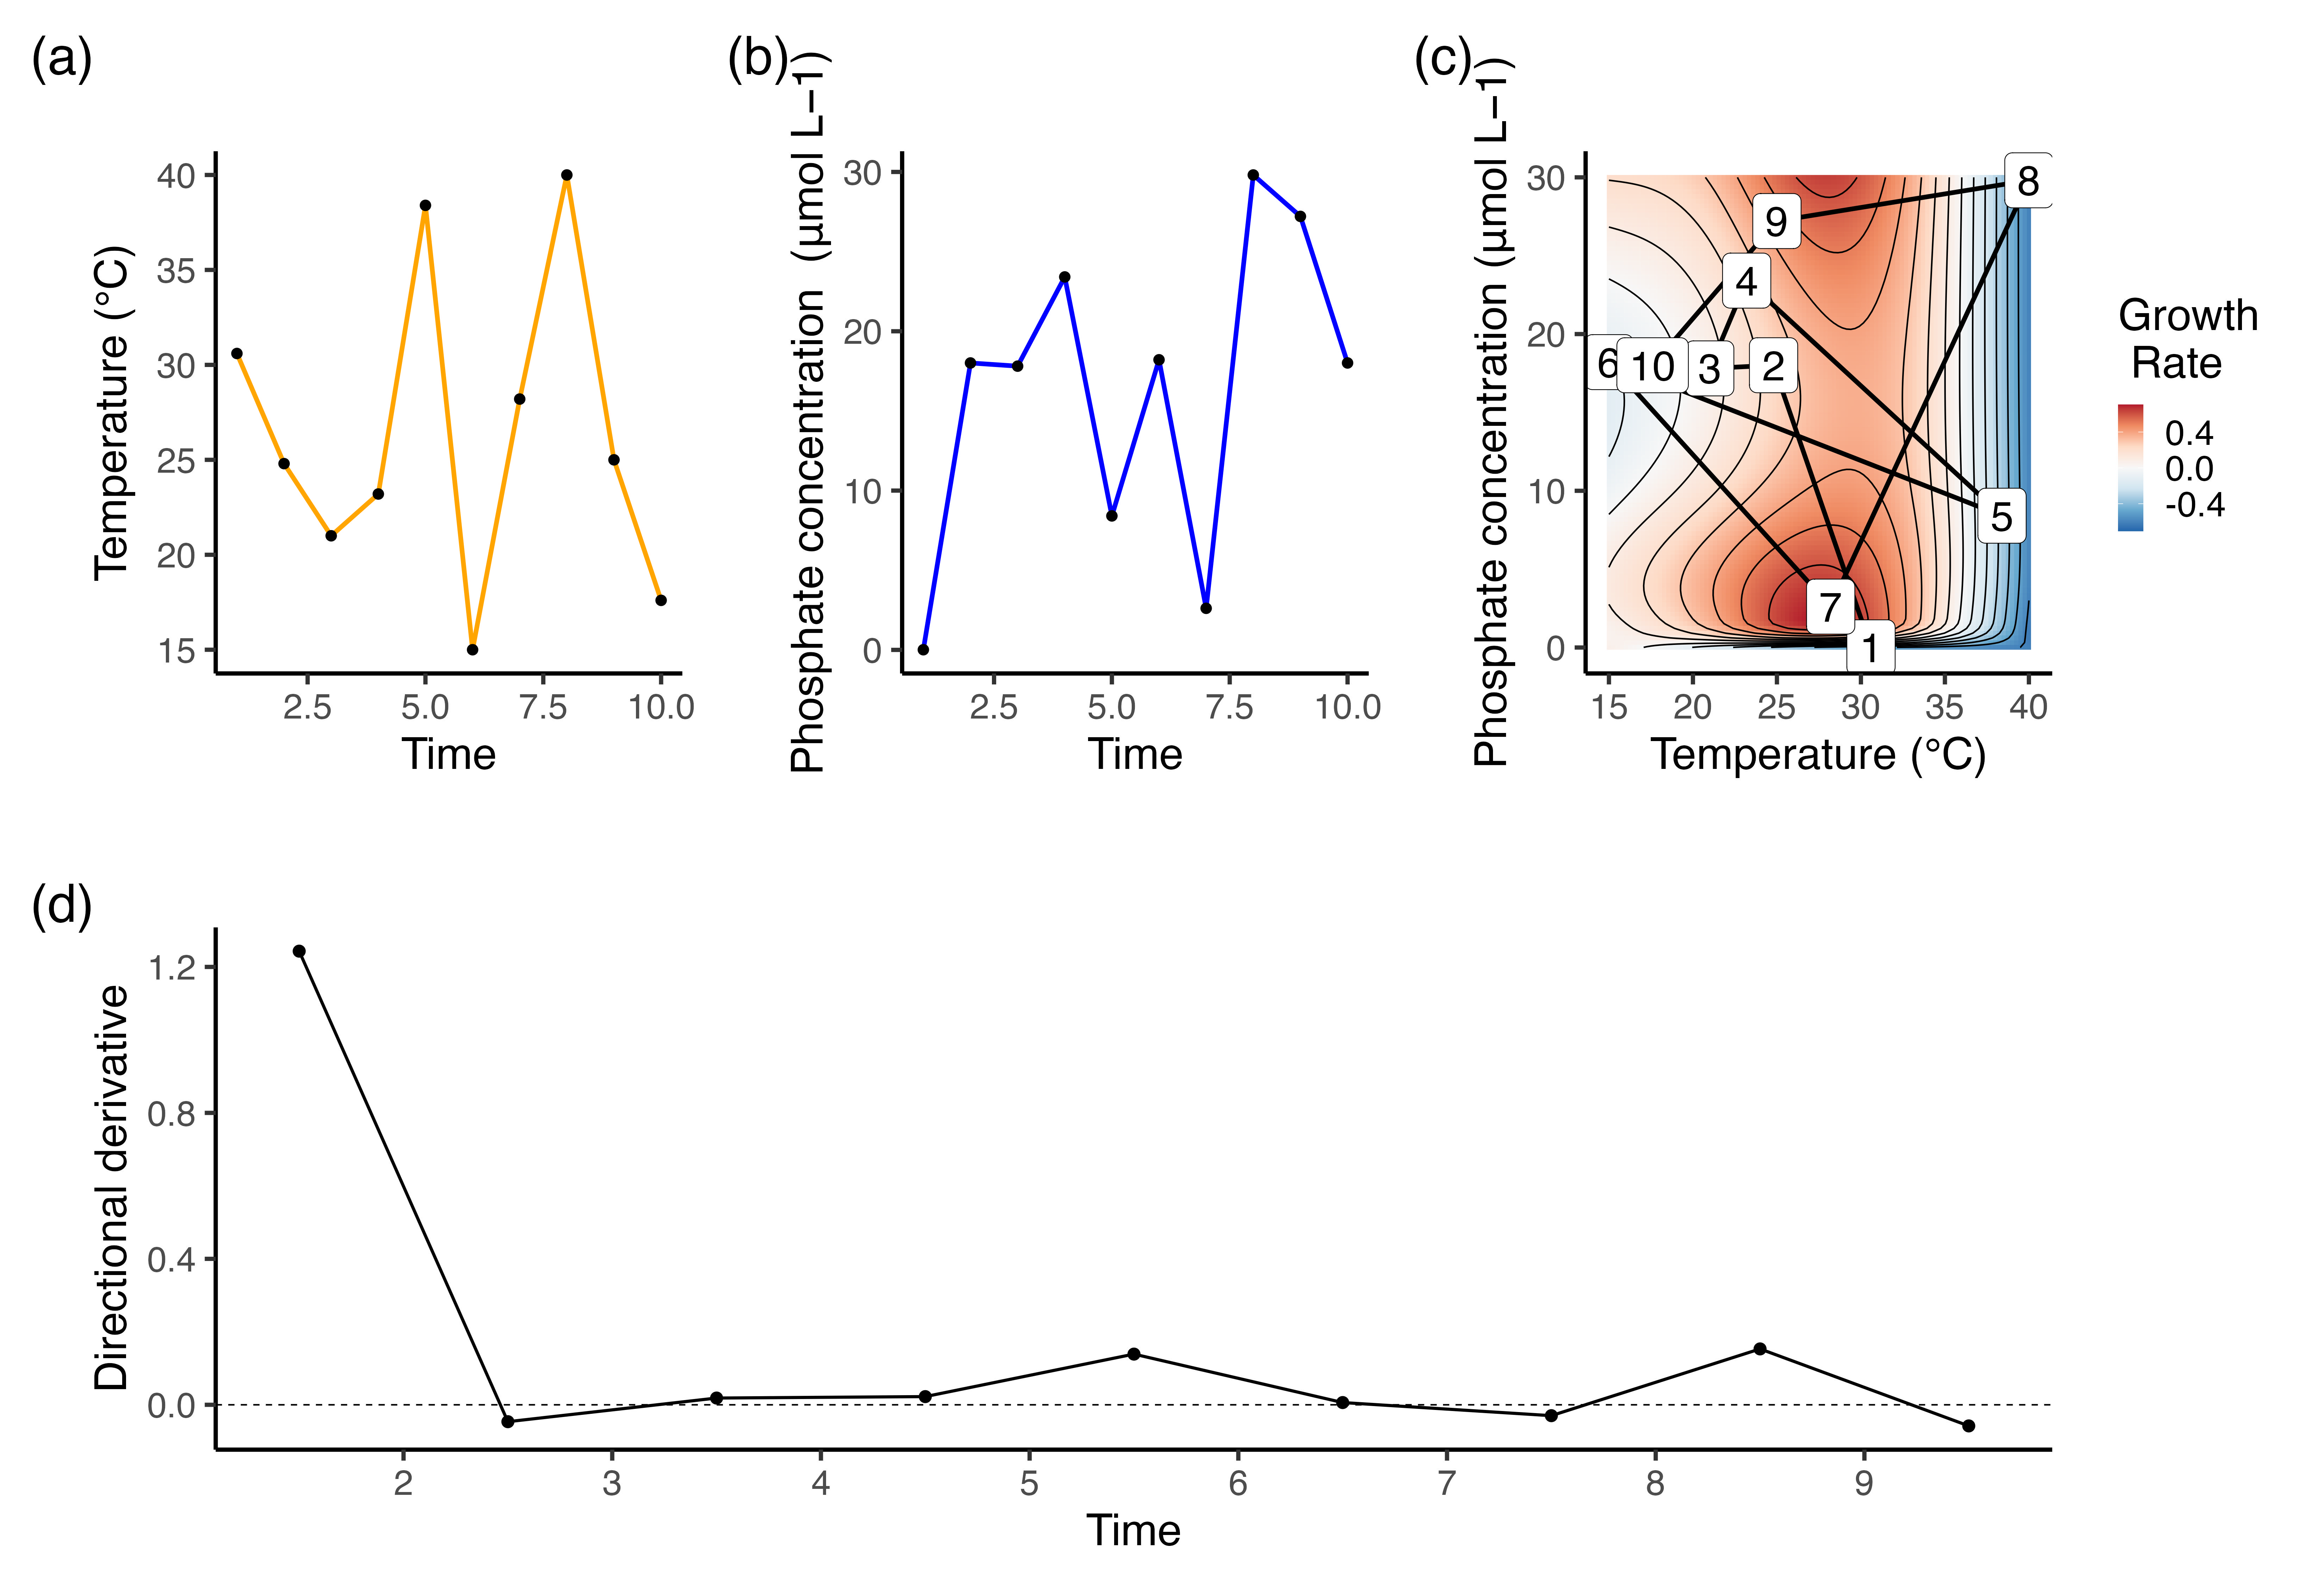 (a)
40
35
30
25
20
15
Temperature (°C)
2.5 5.0 7.5 10.0
Time
(b)
30
20
10
0
Phosphate concentration (µmol L−1)
2.5 5.0 7.5 10.0
Time
(c)
30
20
10
0
Phosphate concentration (µmol L−1)
8
9
4
6 10 3 2
5
7
1
15 20 25 30 35 40
Temperature (°C)
Growth
Rate
0.4
0.0
-0.4
(d)
1.2
0.8
0.4
0.0
Directional derivative
2 3 4 5 6 7 8 9
Time